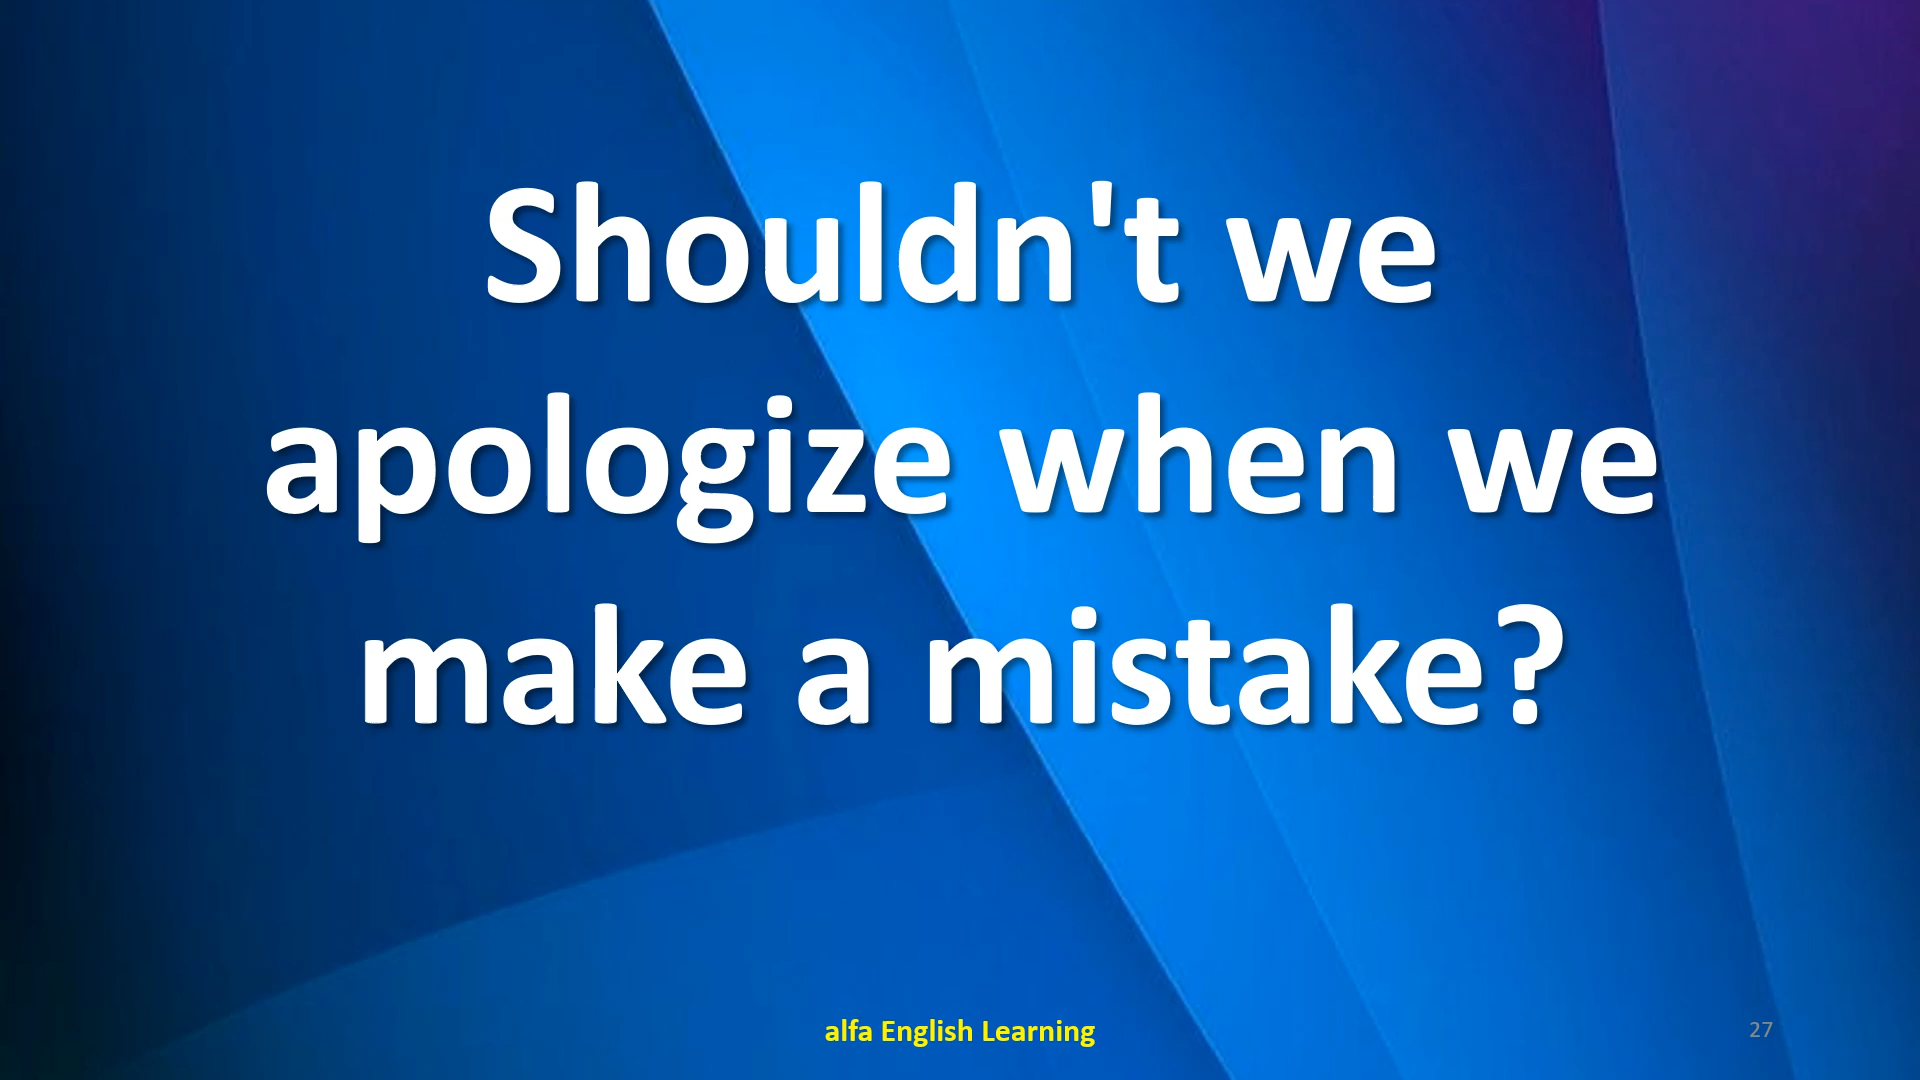 Shouldn't we
apologize when we
make a mistake?
alfa English Learning
27